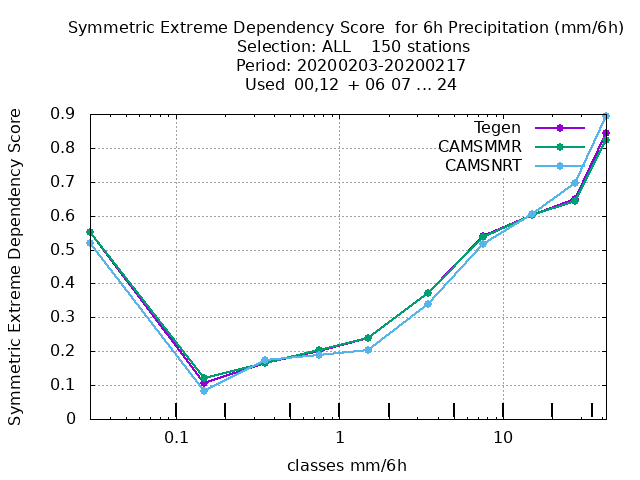 Symmetric Extreme Dependency Score  for 6h Precipitation (mm/6h)
Selection: ALL    150 stations
Period: 20200203-20200217
Used  00,12  + 06 07 ... 24
Symmetric Extreme Dependency Score
0.9
0.8
0.7
0.6
0.5
0.4
0.3
0.2
0.1
0
Tegen
CAMSMMR
CAMSNRT
0.1
1
10
classes mm/6h